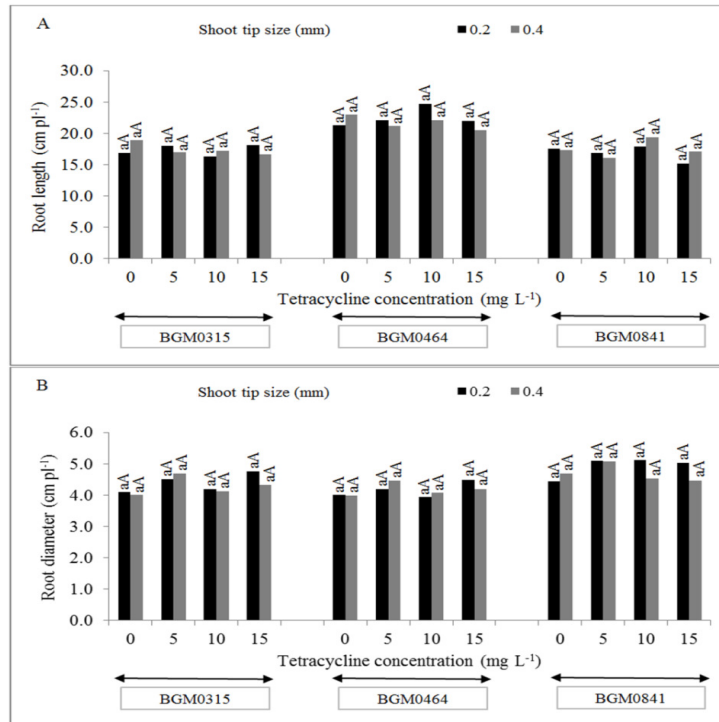 A
Shoot tip size (mm) 0.2 0.4
Root length (cm pl⁻¹)
30.0
25.0
20.0
15.0
10.0
5.0
0.0
aA aA aA aA aA aA aA aA aA aA aA aA aA aA aA aA aA aA aA aA aA aA aA aA
0 5 10 15 0 5 10 15 0 5 10 15
Tetracycline concentration (mg L⁻¹)
BGM0315 BGM0464 BGM0841
B
Shoot tip size (mm) 0.2 0.4
Root diameter (cm pl⁻¹)
6.0
5.0
4.0
3.0
2.0
1.0
0.0
aA aA aA aA aA aA aA aA aA aA aA aA aA aA aA aA aA aA aA aA aA aA aA aA
0 5 10 15 0 5 10 15 0 5 10 15
Tetracycline concentration (mg L⁻¹)
BGM0315 BGM0464 BGM0841